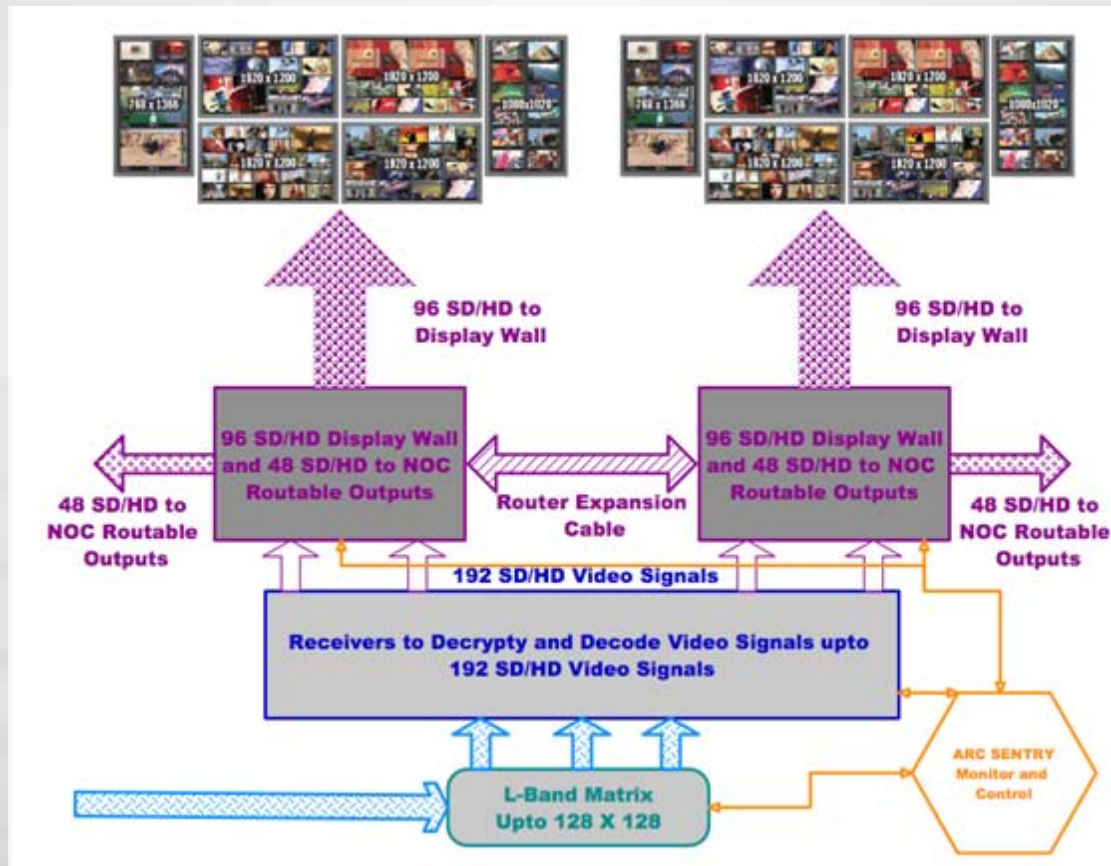 768 x 1366
1920 x 1200
1920 x 1200
1920 x 1200
1920 x 1200
1080x1920
768 x 1366
1920 x 1200
1920 x 1200
1920 x 1200
1920 x 1200
1080x1920
96 SD/HD to
Display Wall
96 SD/HD to
Display Wall
96 SD/HD Display Wall
and 48 SD/HD to NOC
Routable Outputs
96 SD/HD Display Wall
and 48 SD/HD to NOC
Routable Outputs
48 SD/HD to
NOC Routable
Outputs
Router Expansion
Cable
48 SD/HD to
NOC Routable
Outputs
192 SD/HD Video Signals
Receivers to Decrypty and Decode Video Signals upto
192 SD/HD Video Signals
ARC SENTRY
Monitor and
Control
L-Band Matrix
Upto 128 X 128